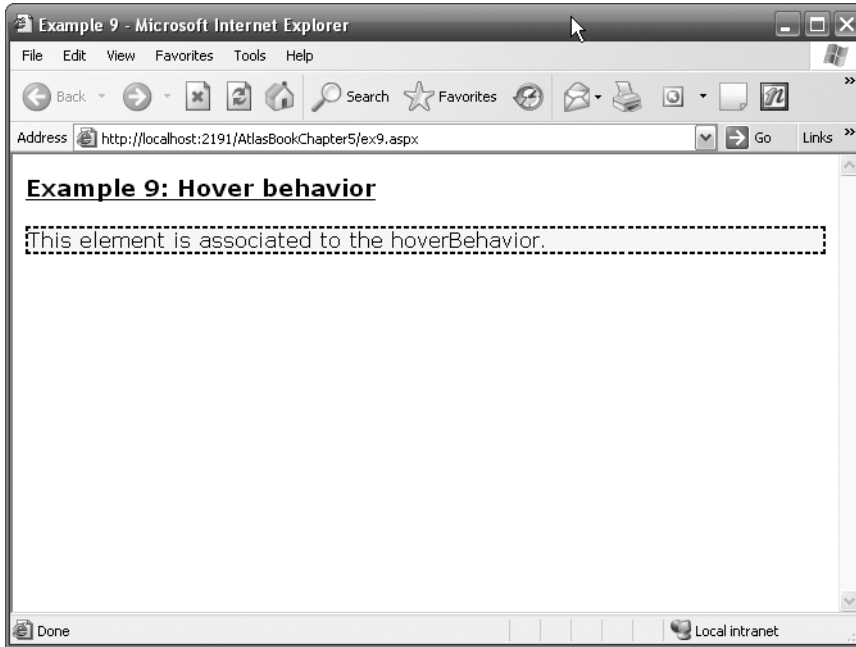 Example 9 - Microsoft Internet Explorer
File Edit View Favorites Tools Help
Back Search Favorites »
Address http://localhost:2191/AtlasBookChapter5/ex9.aspx Go Links »
Example 9: Hover behavior
This element is associated to the hoverBehavior.
Done Local intranet